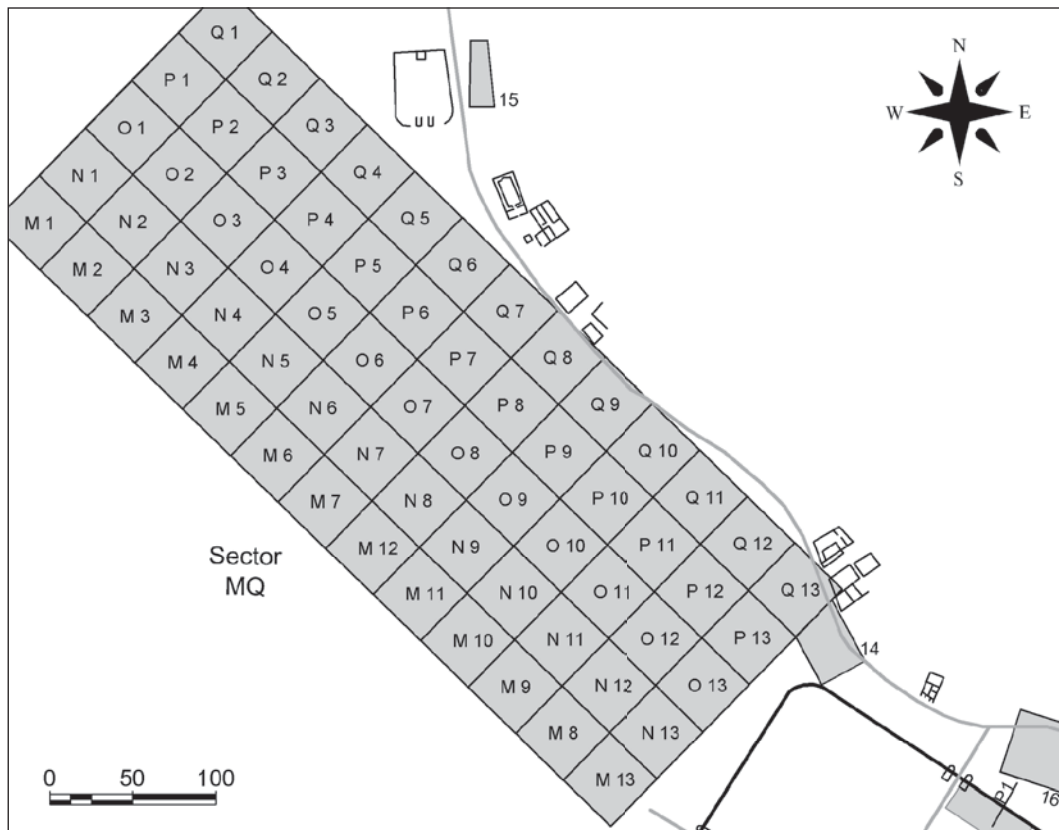 Q 1
P 1
Q 2
O 1
P 2
Q 3
N 1
O 2
P 3
Q 4
M 1
N 2
O 3
P 4
Q 5
M 2
N 3
O 4
P 5
Q 6
M 3
N 4
O 5
P 6
Q 7
M 4
N 5
O 6
P 7
Q 8
M 5
N 6
O 7
P 8
Q 9
M 6
N 7
O 8
P 9
Q 10
M 7
N 8
O 9
P 10
Q 11
M 12
N 9
O 10
P 11
Q 12
M 11
N 10
O 11
P 12
Q 13
M 10
N 11
O 12
P 13
M 9
N 12
O 13
M 8
N 13
M 13
Sector
MQ
15
14
16
P1
N
W
E
S
0 50 100